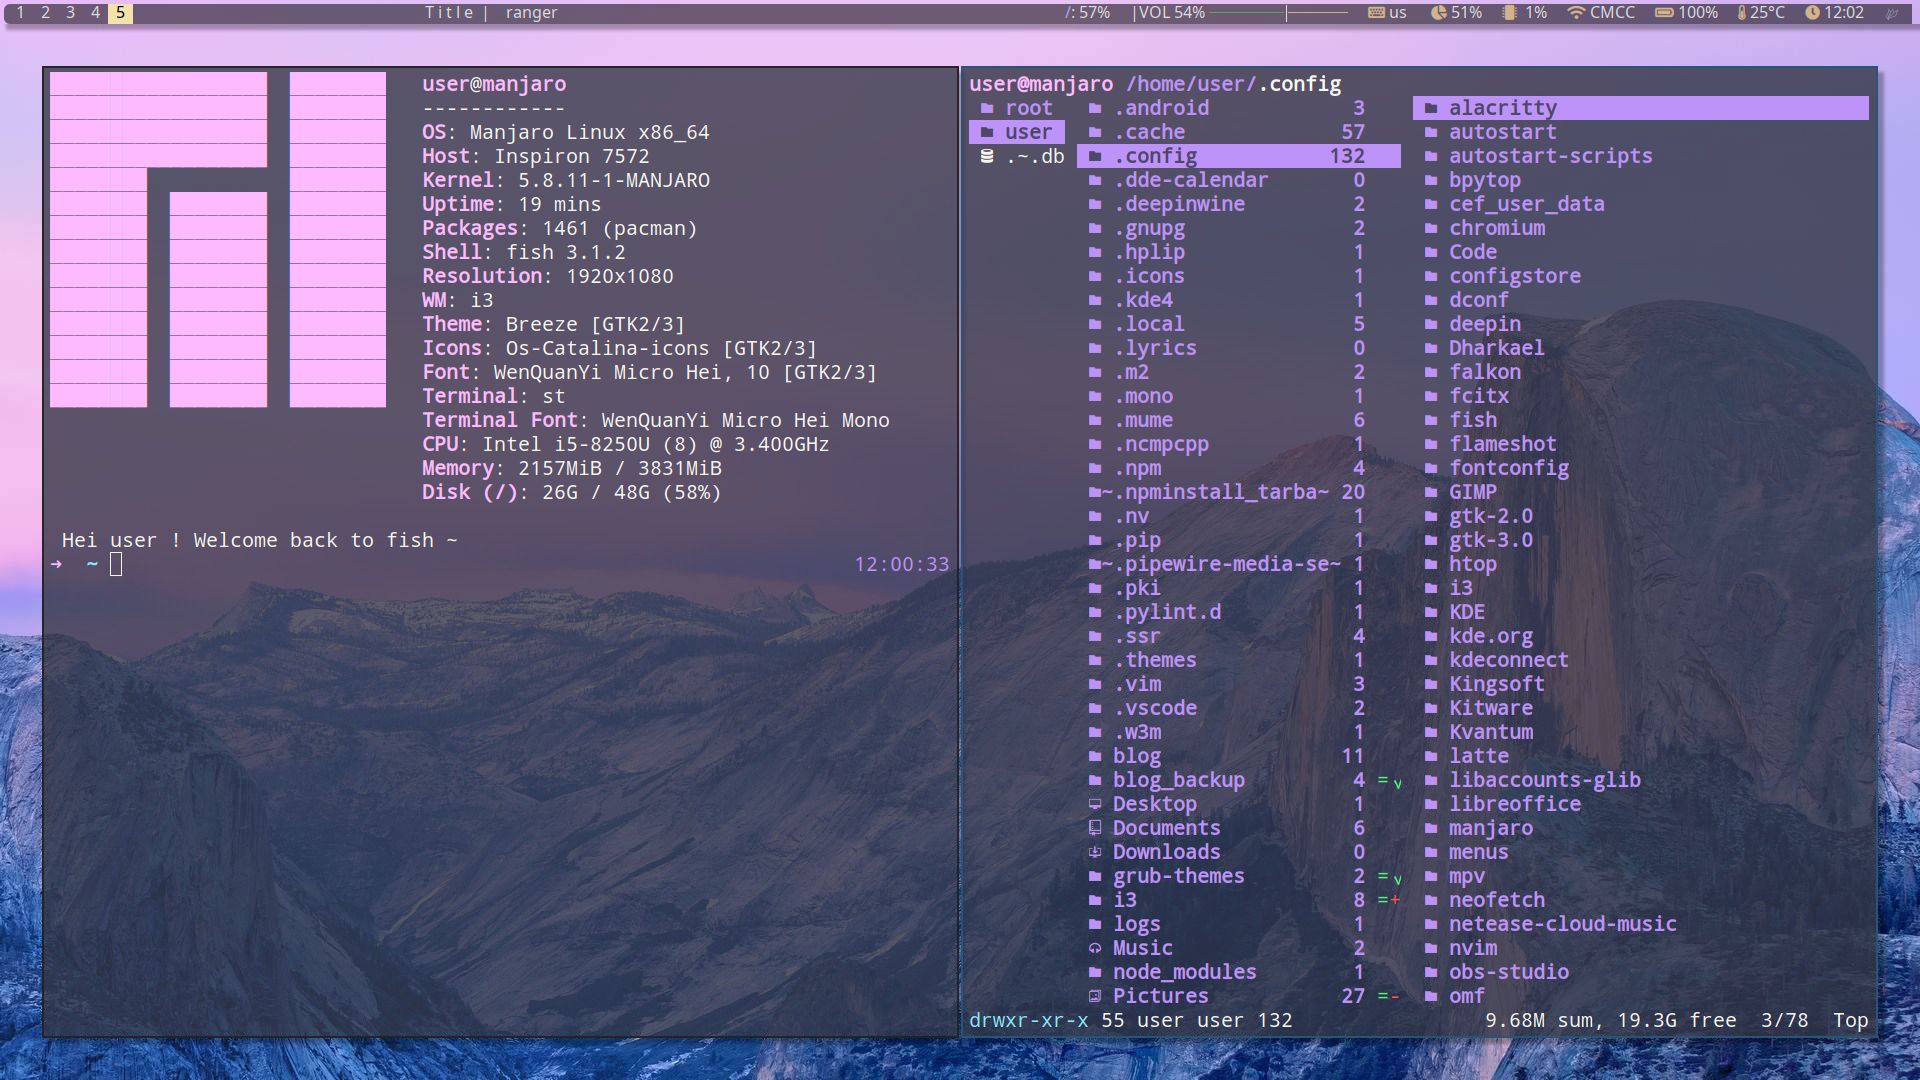 1 2 3 4 5 Title | ranger /: 57% |VOL 54% us 51% 1% CMCC 100% 25°C 12:02
user@manjaro
------------
OS: Manjaro Linux x86_64
Host: Inspiron 7572
Kernel: 5.8.11-1-MANJARO
Uptime: 19 mins
Packages: 1461 (pacman)
Shell: fish 3.1.2
Resolution: 1920x1080
WM: i3
Theme: Breeze [GTK2/3]
Icons: Os-Catalina-icons [GTK2/3]
Font: WenQuanYi Micro Hei, 10 [GTK2/3]
Terminal: st
Terminal Font: WenQuanYi Micro Hei Mono
CPU: Intel i5-8250U (8) @ 3.400GHz
Memory: 2157MiB / 3831MiB
Disk (/): 26G / 48G (58%)
Hei user ! Welcome back to fish ~
→ ~ 12:00:33
user@manjaro /home/user/.config
root
user
.~.db
.android 3
.cache 57
.config 132
.dde-calendar 0
.deepinwine 2
.gnupg 2
.hplip 1
.icons 1
.kde4 1
.local 5
.lyrics 0
.m2 2
.mono 1
.mume 6
.ncmpcpp 1
.npm 4
~.npminstall_tarba~ 20
.nv 1
.pip 1
~.pipewire-media-se~ 1
.pki 1
.pylint.d 1
.ssr 4
.themes 1
.vim 3
.vscode 2
.w3m 1
blog 11
blog_backup 4 =✓
Desktop 1
Documents 6
Downloads 0
grub-themes 2 =✓
i3 8 =+
logs 1
Music 2
node_modules 1
Pictures 27 =-
alacritty
autostart
autostart-scripts
bpytop
cef_user_data
chromium
Code
configstore
dconf
deepin
Dharkael
falkon
fcitx
fish
flameshot
fontconfig
GIMP
gtk-2.0
gtk-3.0
htop
i3
KDE
kde.org
kdeconnect
Kingsoft
Kitware
Kvantum
latte
libaccounts-glib
libreoffice
manjaro
menus
mpv
neofetch
netease-cloud-music
nvim
obs-studio
omf
drwxr-xr-x 55 user user 132 9.68M sum, 19.3G free 3/78 Top